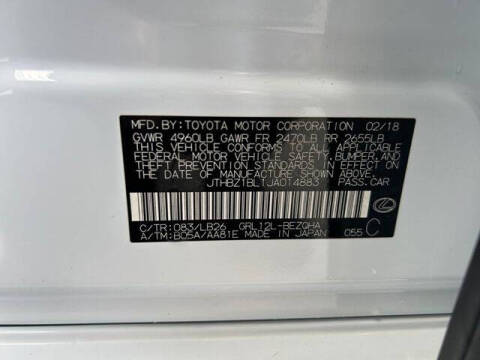 MFD.BY:TOYOTA MOTOR CORPORATION 02/18
GVWR 4960LB GAWR FR 2470LB RR 2655LB
THIS VEHICLE CONFORMS TO ALL APPLICABLE
FEDERAL MOTOR VEHICLE SAFETY,BUMPER,AND
THEFT PREVENTION STANDARDS IN EFFECT ON
THE DATE OF MANUFACTURE SHOWN ABOVE.
JTHBZ1BL1JA014883 PASS.CAR
C/TR:083/LB26 GRL12L-BEZQHA
A/TM:B05A/AA81E MADE IN JAPAN 055 C